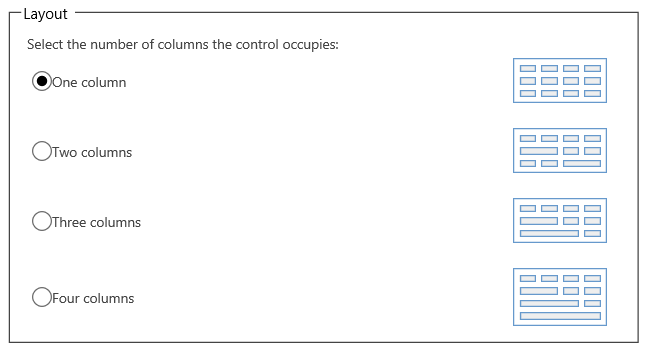 Layout
Select the number of columns the control occupies:
One column
Two columns
Three columns
Four columns